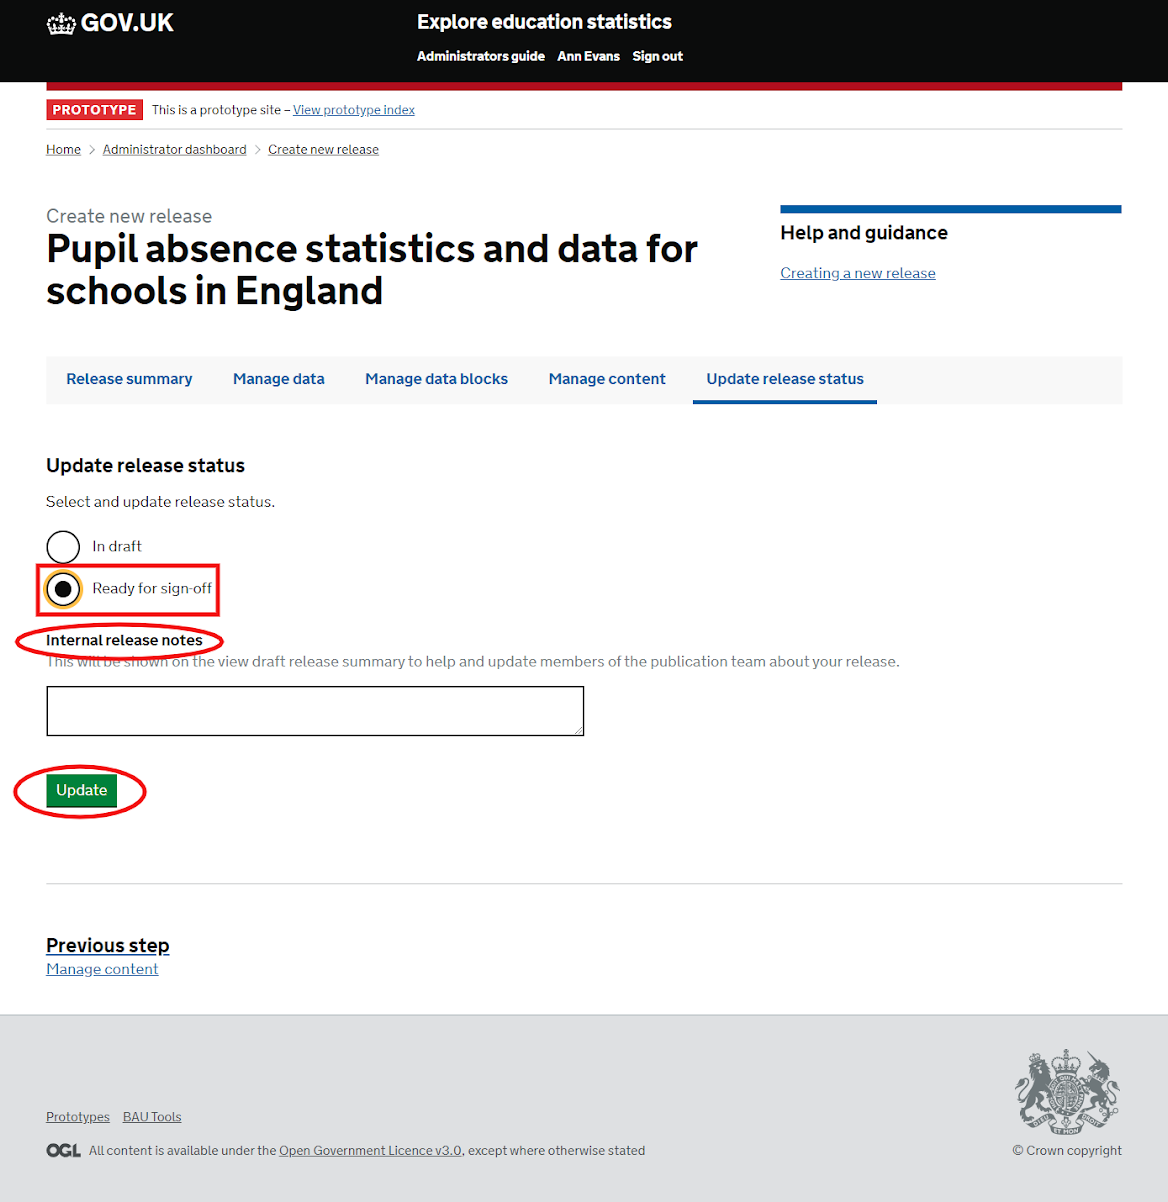 GOV.UK
Explore education statistics
Administrators guide Ann Evans Sign out
PROTOTYPE This is a prototype site – View prototype index
Home > Administrator dashboard > Create new release
Create new release
Pupil absence statistics and data for
schools in England
Help and guidance
Creating a new release
Release summary Manage data Manage data blocks Manage content Update release status
Update release status
Select and update release status.
In draft
Ready for sign-off
Internal release notes
This will be shown on the view draft release summary to help and update members of the publication team about your release.
Update
Previous step
Manage content
Prototypes BAU Tools
OGL All content is available under the Open Government Licence v3.0, except where otherwise stated
© Crown copyright